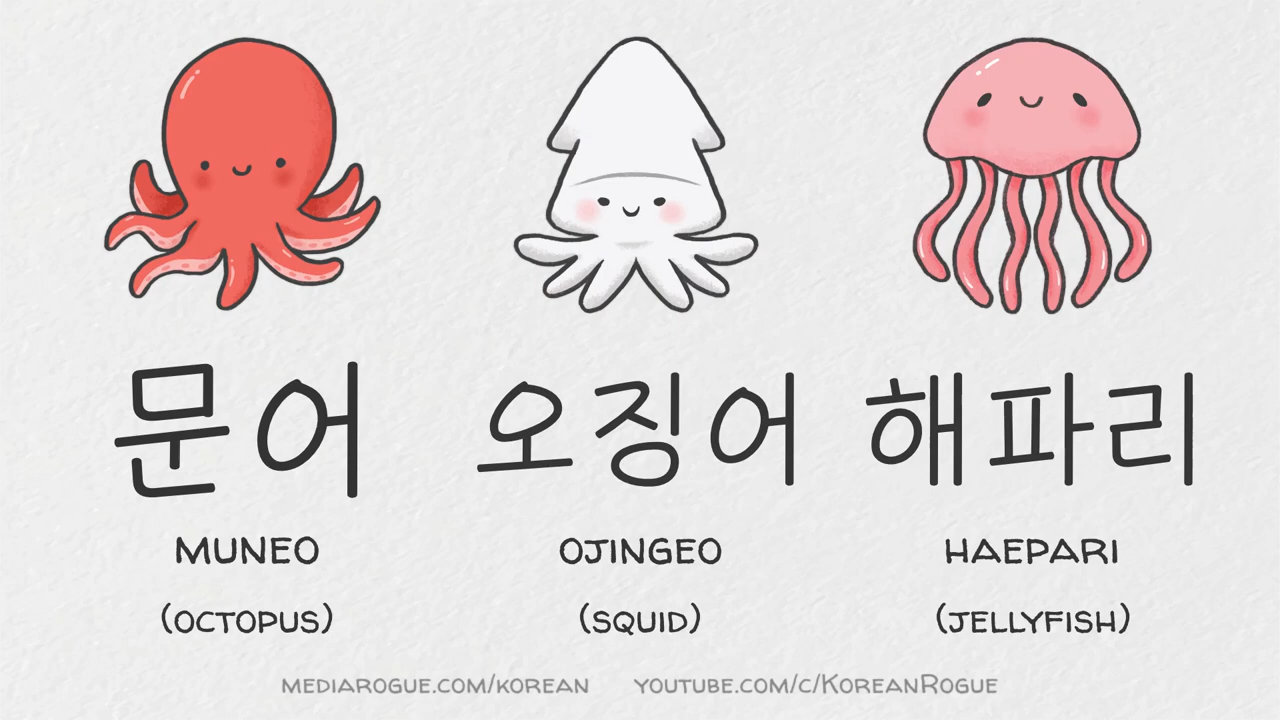 문어 오징어 해파리
MUNEO OJINGEO HAEPARI
(OCTOPUS) (SQUID) (JELLYFISH)
MEDIAROGUE.COM/KOREAN YOUTUBE.COM/C/KOREANROGUE